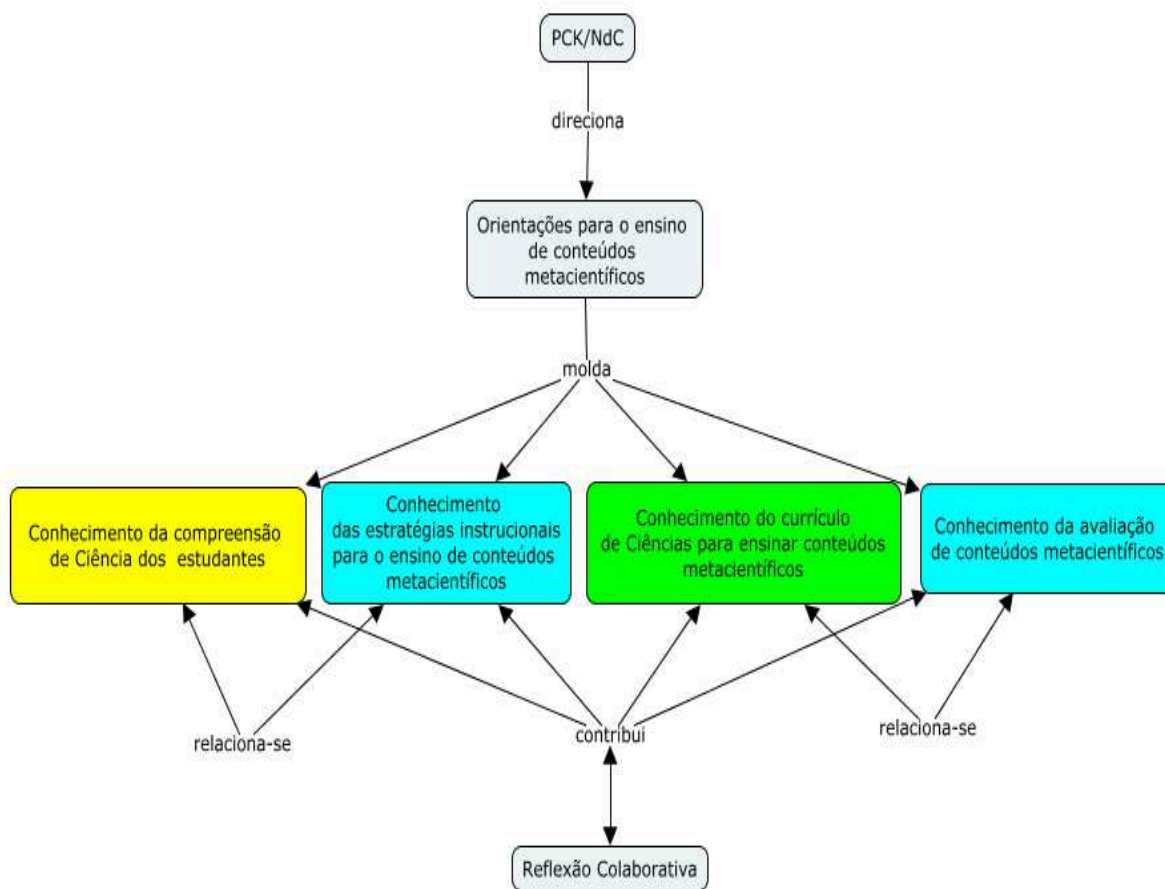 PCK/NdC
direciona
Orientações para o ensino
de conteúdos
metacientíficos
molda
Conhecimento da compreensão
de Ciência dos estudantes
Conhecimento
das estratégias instrucionais
para o ensino de conteúdos
metacientíficos
Conhecimento do currículo
de Ciências para ensinar conteúdos
metacientíficos
Conhecimento da avaliação
de conteúdos metacientíficos
relaciona-se
contribui
relaciona-se
Reflexão Colaborativa